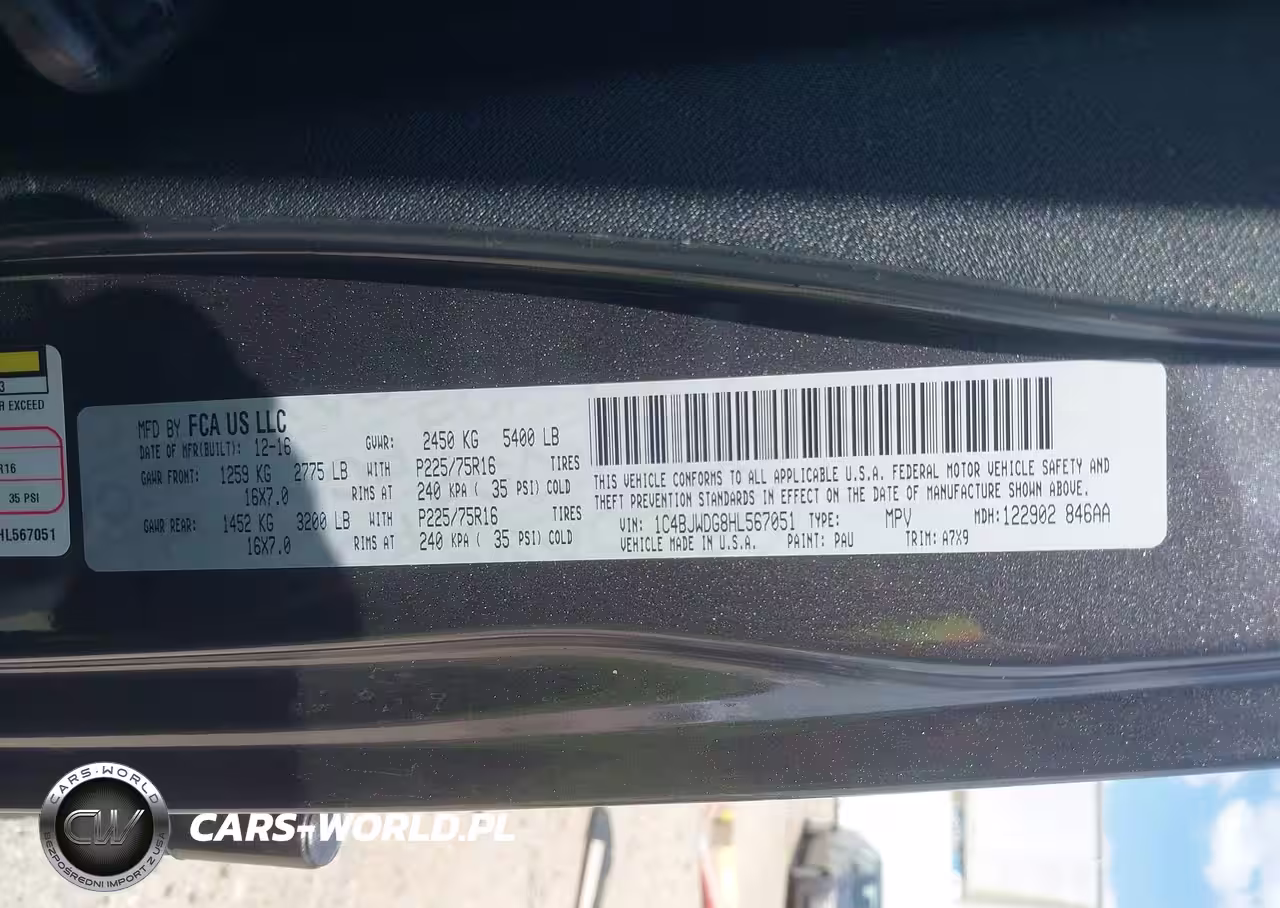 3
R EXCEED
R16
35 PSI
HL567051
MFD BY FCA US LLC
DATE OF MFR(BUILT): 12-16
GVWR: 2450 KG 5400 LB
GAWR FRONT: 1259 KG 2775 LB WITH P225/75R16 TIRES
16X7.0 RIMS AT 240 KPA ( 35 PSI) COLD
GAWR REAR: 1452 KG 3200 LB WITH P225/75R16 TIRES
16X7.0 RIMS AT 240 KPA ( 35 PSI) COLD
THIS VEHICLE CONFORMS TO ALL APPLICABLE U.S.A. FEDERAL MOTOR VEHICLE SAFETY AND
THEFT PREVENTION STANDARDS IN EFFECT ON THE DATE OF MANUFACTURE SHOWN ABOVE.
VIN: 1C4BJWDG8HL567051 TYPE: MPV MDH:122902 846AA
VEHICLE MADE IN U.S.A. PAINT: PAU TRIM: A7X9
CARS-WORLD
CW
BEZPOŚREDNI IMPORT Z USA
CARS-WORLD.PL